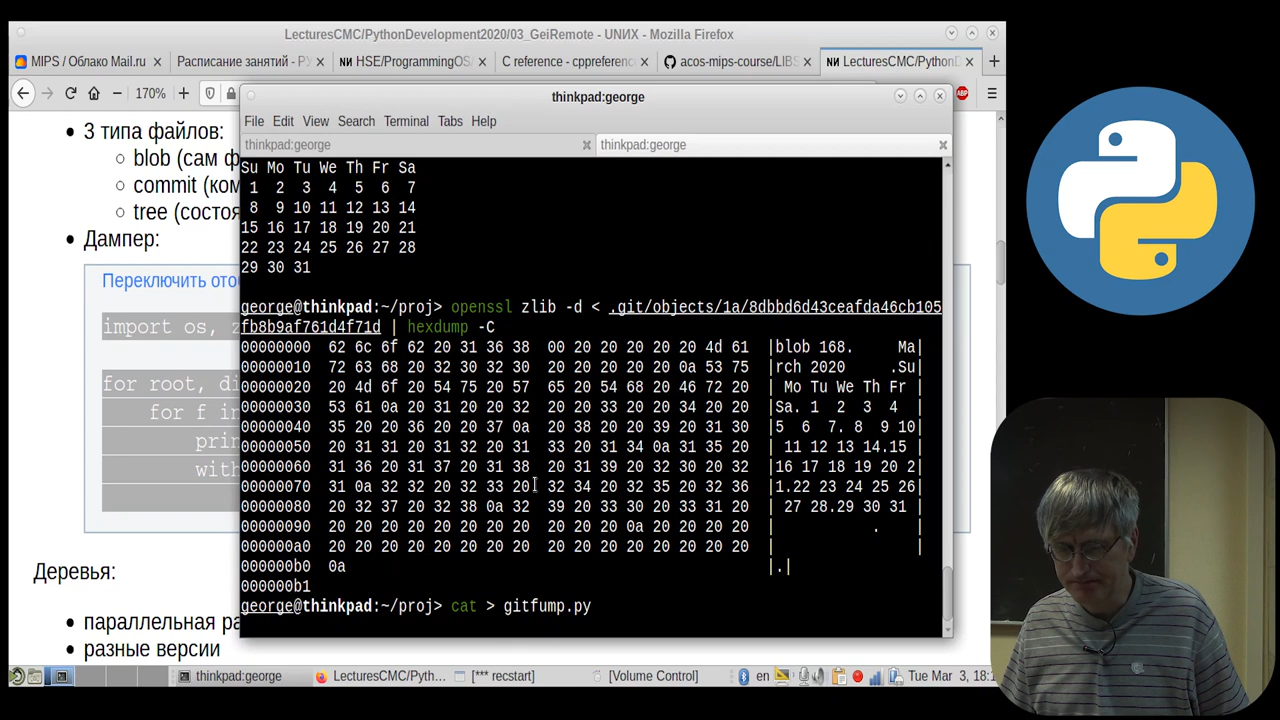 LecturesCMC/PythonDevelopment2020/03_GeiRemote - UNИX - Mozilla Firefox
MIPS / Облако Mail.ru
Расписание занятий - РУ
HSE/ProgrammingOS/
C reference - cppreference
acos-mips-course/LIBS
LecturesCMC/PythonD
170%
ABP
3 типа файлов:
blob (сам ф
commit (ком
tree (состоя
Дампер:
Переключить ото
import os, z
for root, di
for f in
prin
with
Деревья:
параллельная ра
разные версии
thinkpad:george
File Edit View Search Terminal Tabs Help
thinkpad:george
thinkpad:george
Su Mo Tu We Th Fr Sa
1 2 3 4 5 6 7
8 9 10 11 12 13 14
15 16 17 18 19 20 21
22 23 24 25 26 27 28
29 30 31
george@thinkpad:~/proj> openssl zlib -d < .git/objects/1a/8dbbd6d43ceafda46cb105
fb8b9af761d4f71d | hexdump -C
00000000 62 6c 6f 62 20 31 36 38 00 20 20 20 20 20 4d 61 |blob 168. Ma|
00000010 72 63 68 20 32 30 32 30 20 20 20 20 20 0a 53 75 |rch 2020 .Su|
00000020 20 4d 6f 20 54 75 20 57 65 20 54 68 20 46 72 20 | Mo Tu We Th Fr |
00000030 53 61 0a 20 31 20 20 32 20 20 33 20 20 34 20 20 |Sa. 1 2 3 4 |
00000040 35 20 20 36 20 20 37 0a 20 38 20 20 39 20 31 30 |5 6 7. 8 9 10|
00000050 20 31 31 20 31 32 20 31 33 20 31 34 0a 31 35 20 | 11 12 13 14.15 |
00000060 31 36 20 31 37 20 31 38 20 31 39 20 32 30 20 32 |16 17 18 19 20 2|
00000070 31 0a 32 32 20 32 33 20 32 34 20 32 35 20 32 36 |1.22 23 24 25 26|
00000080 20 32 37 20 32 38 0a 32 39 20 33 30 20 33 31 20 | 27 28.29 30 31 |
00000090 20 20 20 20 20 20 20 20 20 20 20 0a 20 20 20 20 | . |
000000a0 20 20 20 20 20 20 20 20 20 20 20 20 20 20 20 20 | |
000000b0 0a |.|
000000b1
george@thinkpad:~/proj> cat > gitfump.py
thinkpad:george
LecturesCMC/Pyth...
[*** recstart]
[Volume Control]
en
Tue Mar 3, 18:1